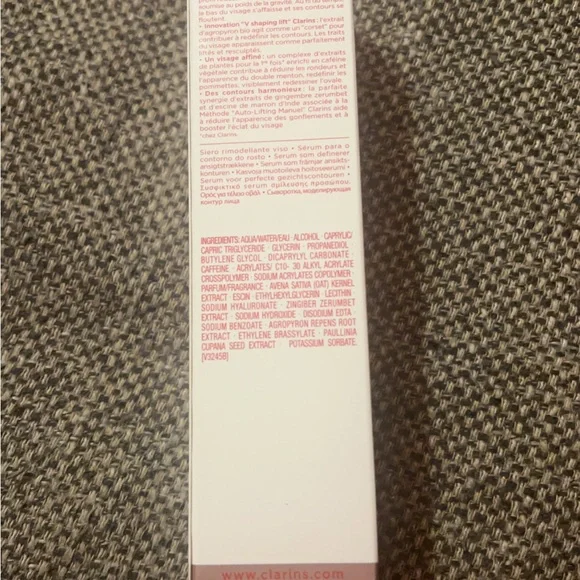 soumise au poids de la gravité. Au fil du temps
le bas du visage s'affaisse et ses contours se
floutent.
• Innovation "V shaping lift" Clarins : l'extrait
d'agropyron bio agit comme un "corset" pour
contribuer à redéfinir les contours. Les traits
du visage apparaissent comme parfaitement
liftés et resculptés.
• Un visage affiné : un complexe d'extraits
de plantes pour la 1re fois* enrichi en caféine
végétale contribue à réduire les rondeurs et
l'apparence du double menton, redéfinir les
pommettes, visiblement redessiner l'ovale.
• Des contours harmonieux : la parfaite
synergie d'extraits de gingembre zerumbet
et d'escine de marron d'Inde associée à la
Méthode "Auto-Lifting Manuel" Clarins aide
à réduire l'apparence des gonflements et à
booster l'éclat du visage
*chez Clarins.
Siero rimodellante viso • Sérum para o
contorno do rosto • Serum som definerer
ansigtstrækkene • Serum som framjer ansikts-
konturen • Kasvoja muotoileva hoitoseerumi •
Serum voor perfecte gezichtscontouren •
Συσφικτικό serum σμίλευσης προσώπου.
Ορός για τέλειο οβάλ • Сыворотка, моделирующая
контур лица
INGREDIENTS: AQUA/WATER/EAU · ALCOHOL · CAPRYLIC/
CAPRIC TRIGLYCERIDE · GLYCERIN · PROPANEDIOL ·
BUTYLENE GLYCOL · DICAPRYLYL CARBONATE ·
CAFFEINE · ACRYLATES/ C10- 30 ALKYL ACRYLATE
CROSSPOLYMER · SODIUM ACRYLATES COPOLYMER ·
PARFUM/FRAGRANCE · AVENA SATIVA (OAT) KERNEL
EXTRACT · ESCIN · ETHYLHEXYLGLYCERIN · LECITHIN ·
SODIUM HYALURONATE · ZINGIBER ZERUMBET
EXTRACT · SODIUM HYDROXIDE · DISODIUM EDTA ·
SODIUM BENZOATE · AGROPYRON REPENS ROOT
EXTRACT · ETHYLENE BRASSYLATE · PAULLINIA
CUPANA SEED EXTRACT · POTASSIUM SORBATE.
[V3245B]
www.clarins.com